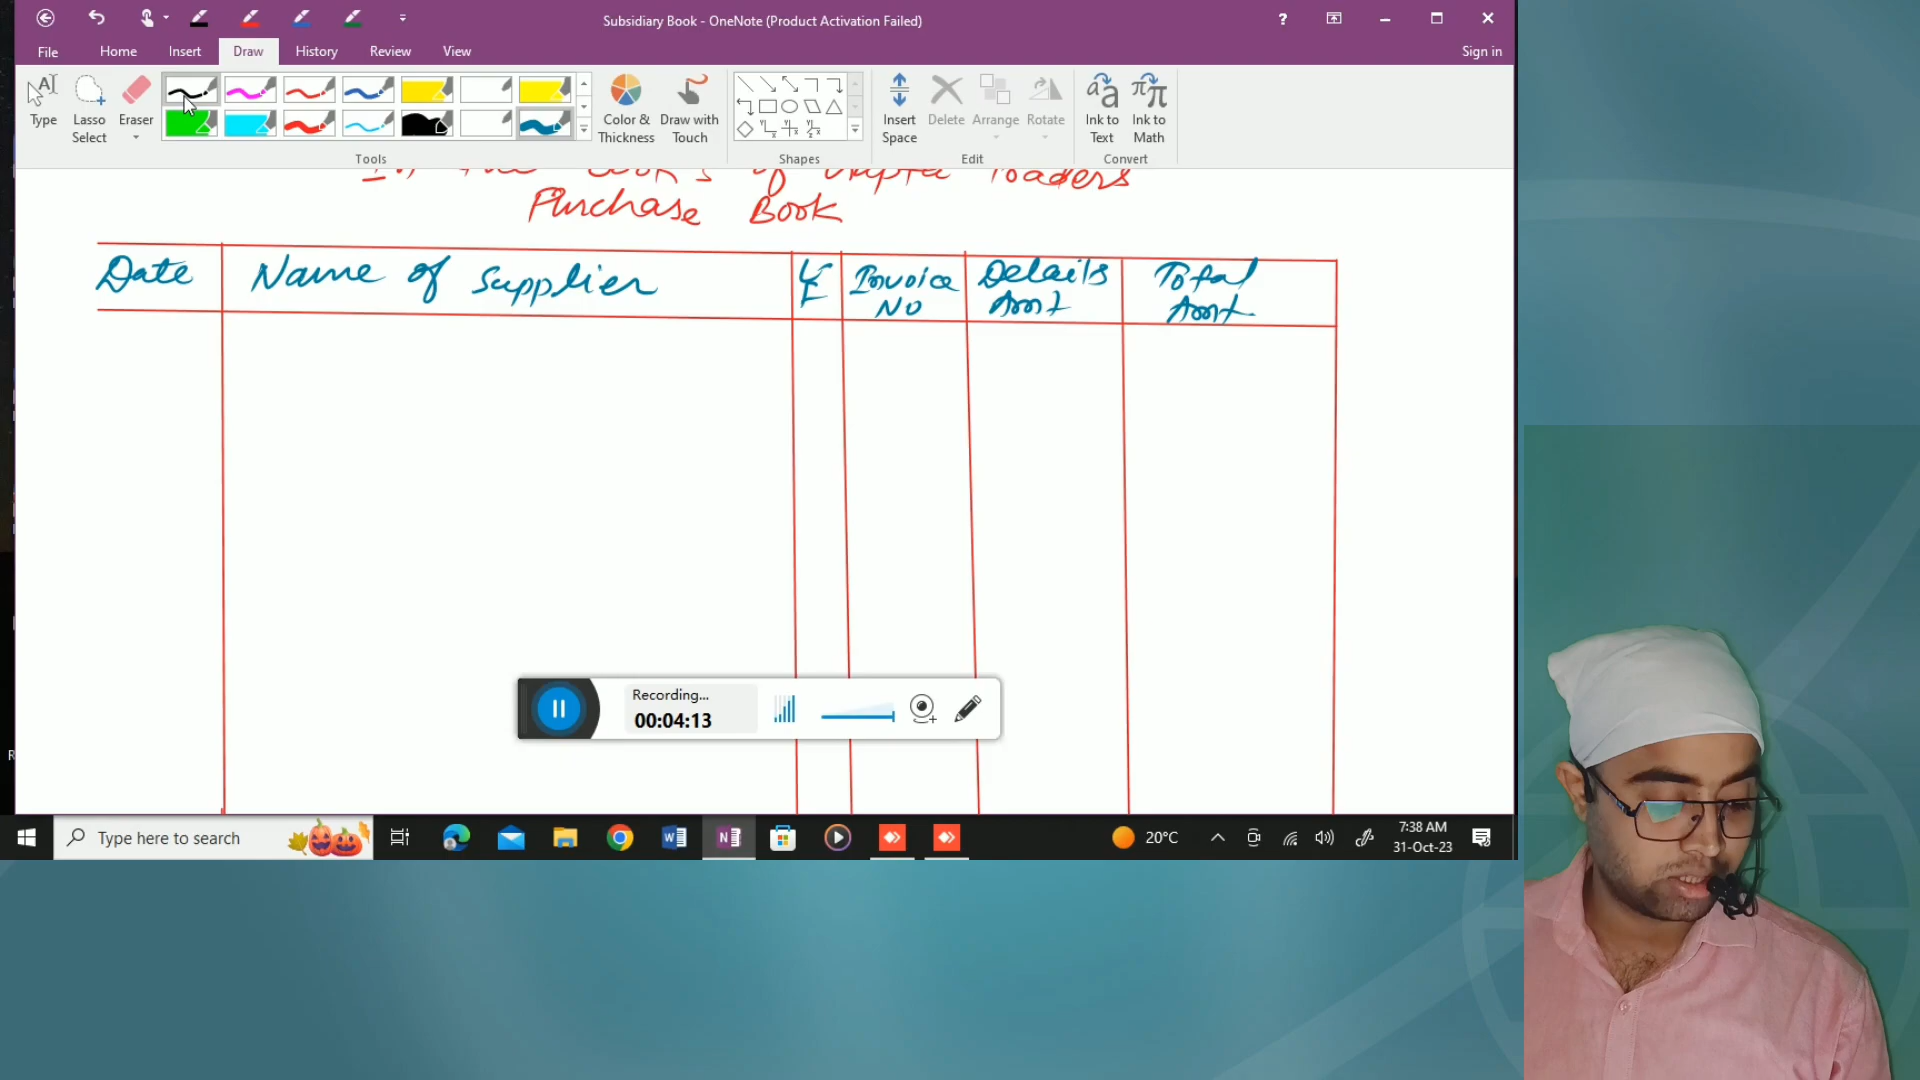 Subsidiary Book - OneNote (Product Activation Failed)
?
File Home Insert Draw History Review View Sign in
Type
Lasso Select
Eraser
Color & Thickness
Draw with Touch
Insert Space
Delete Arrange Rotate
Ink to Text
Ink to Math
Tools Shapes Edit Convert
Purchase Book
Date Name of Supplier LF Invoice No Details Amt Total Amt
Recording...
00:04:13
Type here to search
20°C
7:38 AM
31-Oct-23